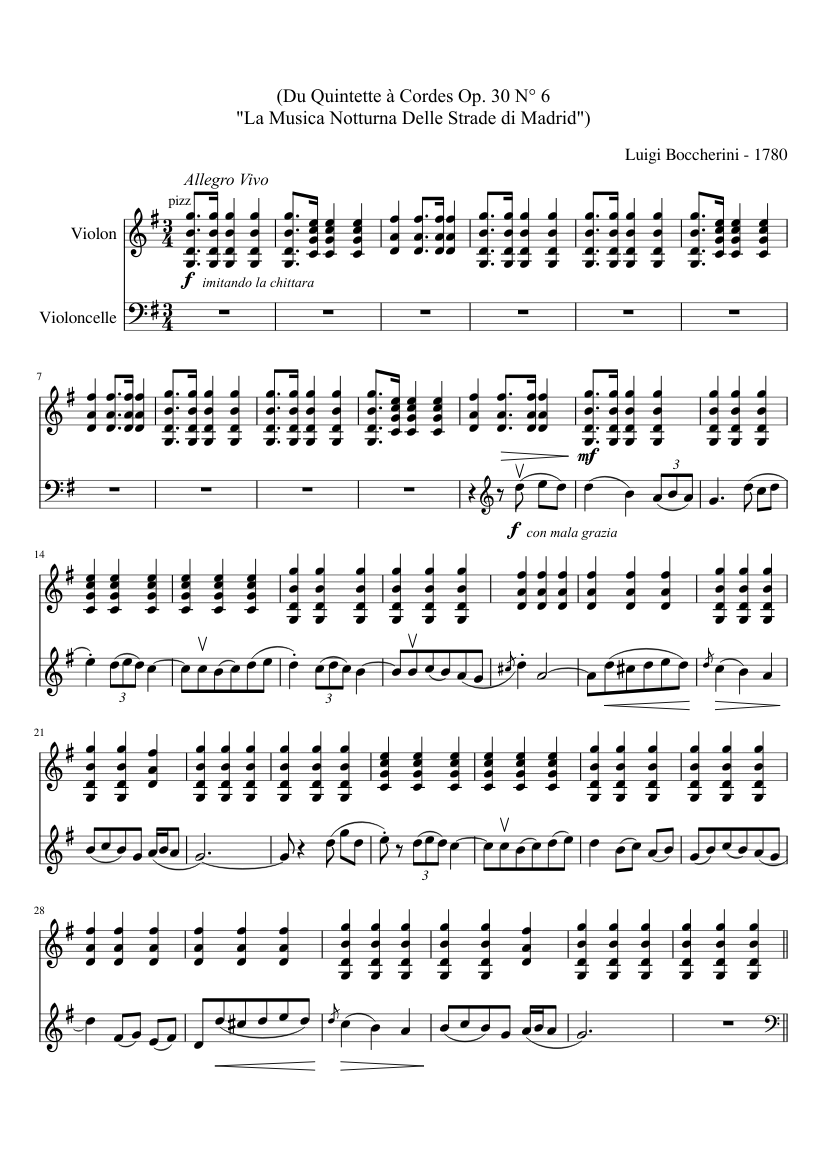 (Du Quintette à Cordes Op. 30 N° 6
"La Musica Notturna Delle Strade di Madrid")
Luigi Boccherini - 1780
Allegro Vivo
pizz
Violon
f imitando la chittara
Violoncelle
7
mf
3
f con mala grazia
14
3
3
21
3
28